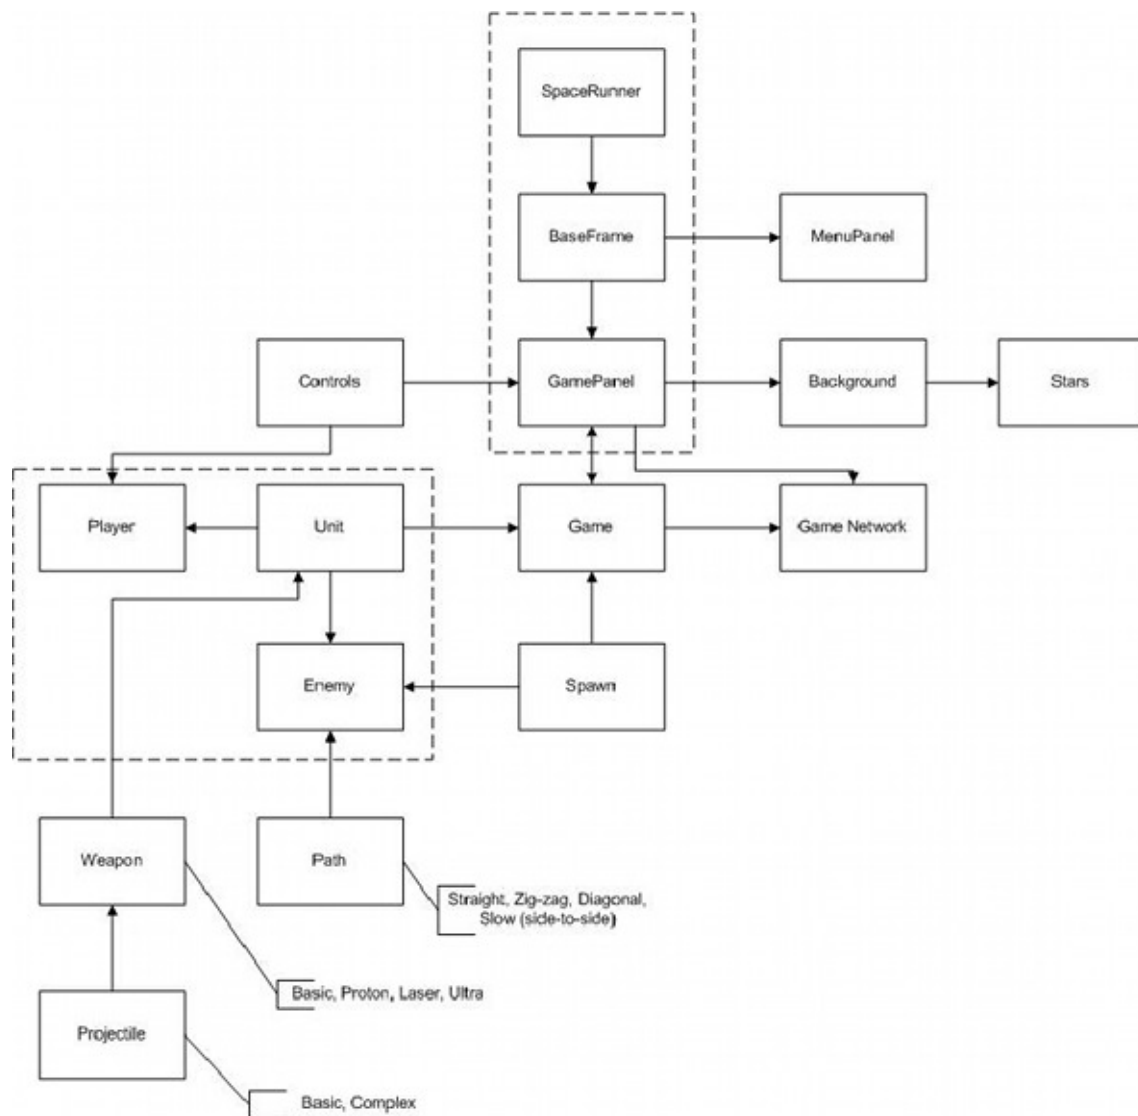 SpaceRunner
BaseFrame
MenuPanel
Controls
GamePanel
Background
Stars
Player
Unit
Game
Game Network
Enemy
Spawn
Weapon
Path
Straight, Zig-zag, Diagonal,
Slow (side-to-side)
Basic, Proton, Laser, Ultra
Projectile
Basic, Complex